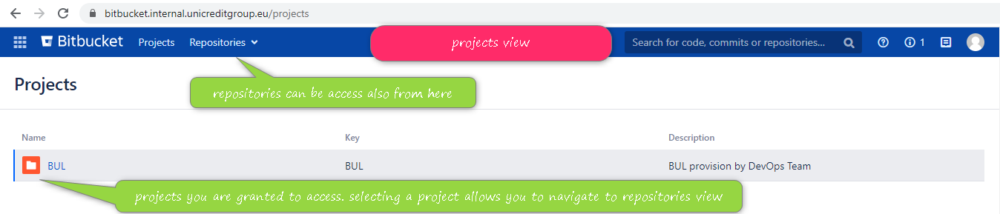 bitbucket.internal.unicreditgroup.eu/projects
Bitbucket Projects Repositories projects view Search for code, commits or repositories... 1
repositories can be access also from here
Projects
Name Key Description
BUL BUL BUL provision by DevOps Team
projects you are granted to access. selecting a project allows you to navigate to repositories view